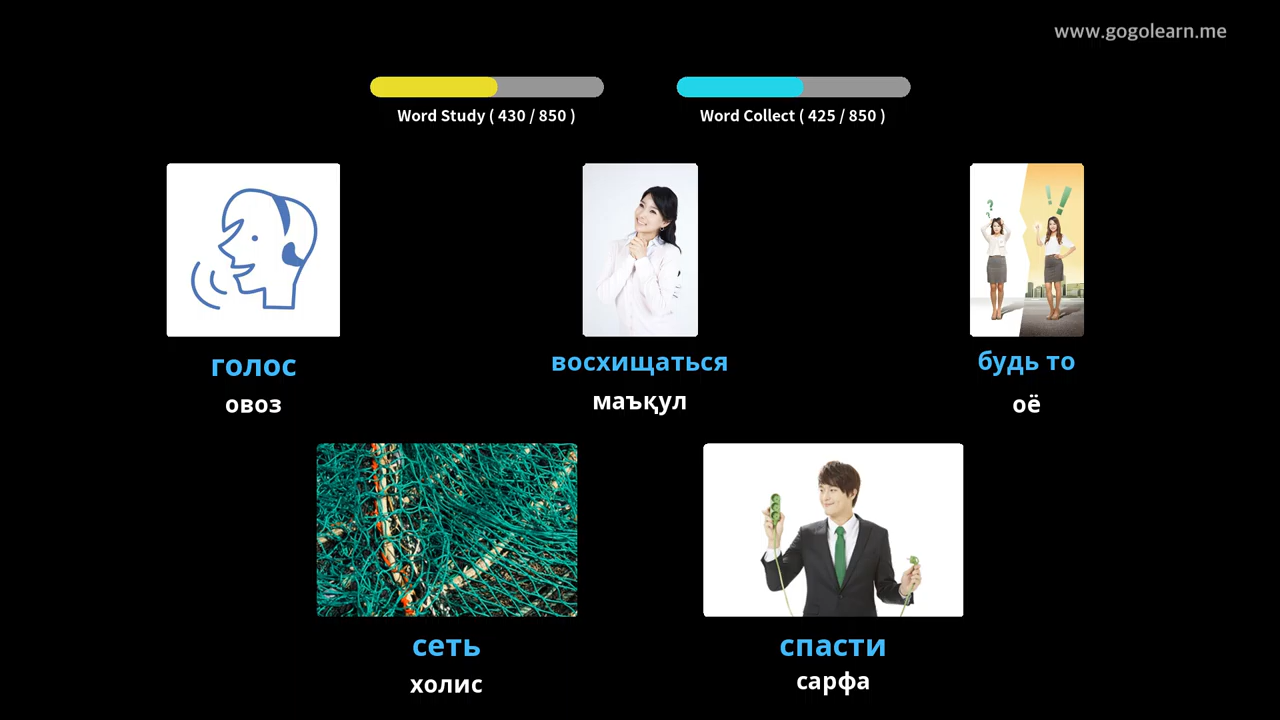 www.gogolearn.me
Word Study ( 430 / 850 )
Word Collect ( 425 / 850 )
голос
восхищаться
будь то
овоз
маъқул
оё
сеть
спасти
холис
сарфа